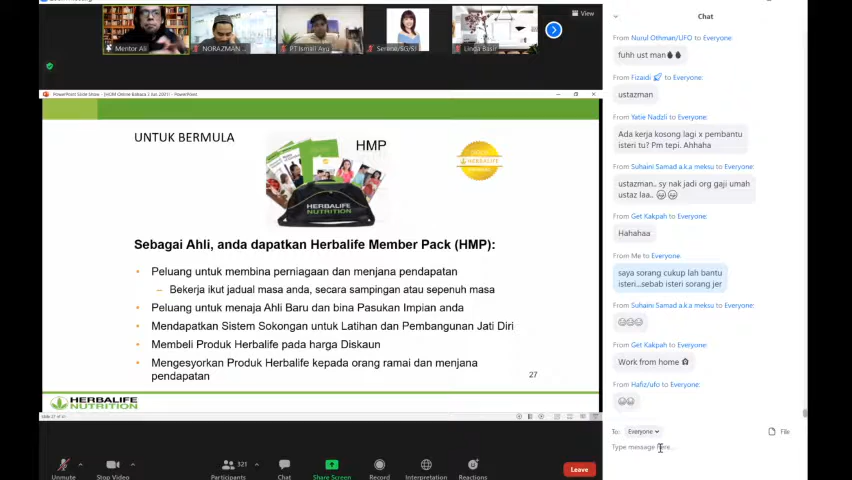 View
Mentor Ali
NORAZMAN
PT Ismail Ayu
Serene/SG/S!
Linda Basir
PowerPoint Slide Show - [HOM Online Bahasa
UNTUK BERMULA
HMP
HERBALIFE
NUTRITION
HERBALIFE
Sebagai Ahli, anda dapatkan Herbalife Member Pack (HMP):
• Peluang untuk membina perniagaan dan menjana pendapatan
– Bekerja ikut jadual masa anda, secara sampingan atau sepenuh masa
• Peluang untuk menaja Ahli Baru dan bina Pasukan Impian anda
• Mendapatkan Sistem Sokongan untuk Latihan dan Pembangunan Jati Diri
• Membeli Produk Herbalife pada harga Diskaun
• Mengesyorkan Produk Herbalife kepada orang ramai dan menjana
pendapatan
27
HERBALIFE
NUTRITION
Unmute
Stop Video
321
Participants
Chat
Share Screen
Record
Interpretation
Reactions
Leave
Chat
From Nurul Othman/UFO to Everyone:
fuhh ust man
From Fizaidi to Everyone:
ustazman
From Yatie Nadzli to Everyone:
Ada kerja kosong lagi x pembantu
isteri tu? Pm tepi. Ahhaha
From Suhaini Samad a.k.a meksu to Everyone:
ustazman.. sy nak jadi org gaji umah
ustaz laa..
From Get Kakpah to Everyone:
Hahahaa
From Me to Everyone:
saya sorang cukup lah bantu
isteri...sebab isteri sorang jer
From Suhaini Samad a.k.a meksu to Everyone:
From Get Kakpah to Everyone:
Work from home
From Hafiz/ufo to Everyone:
To: Everyone
File
Type message here...